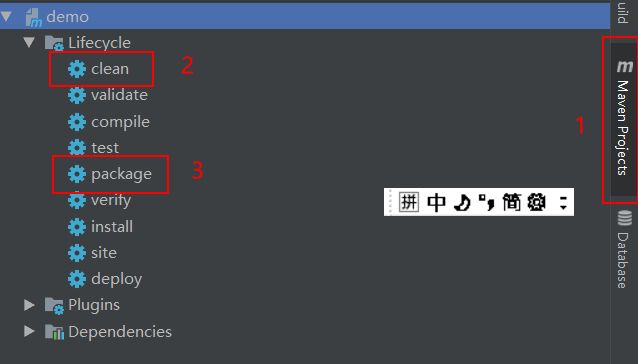 demo
Lifecycle
clean
2
validate
compile
test
package
3
verify
install
site
deploy
Plugins
Dependencies
拼 中 简
uild
1
m
Maven Projects
Database